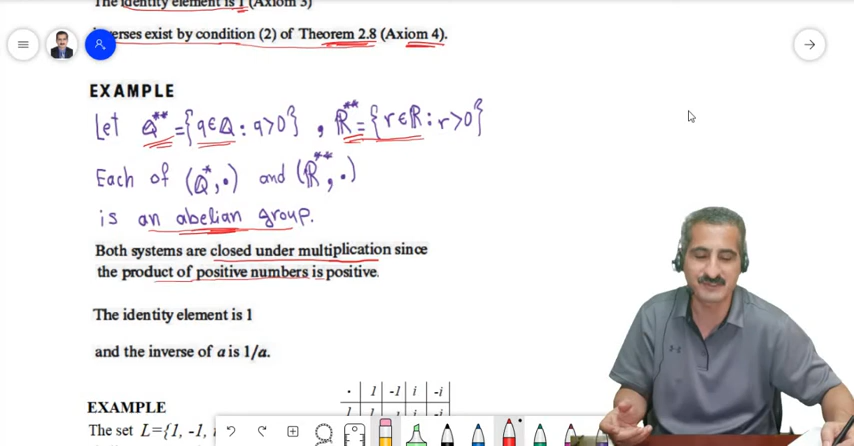 The identity element is 1 (Axiom 3)
inverses exist by condition (2) of Theorem 2.8 (Axiom 4).
EXAMPLE
Let ℚ** = {q∈ℚ : q>0} , ℝ** = {r∈ℝ : r>0}
Each of (ℚ*, •) and (ℝ**, •)
is an abelian group.
Both systems are closed under multiplication since
the product of positive numbers is positive.
The identity element is 1
and the inverse of a is 1/a.
• 1 -1 i -i
EXAMPLE
The set L={1, -1,